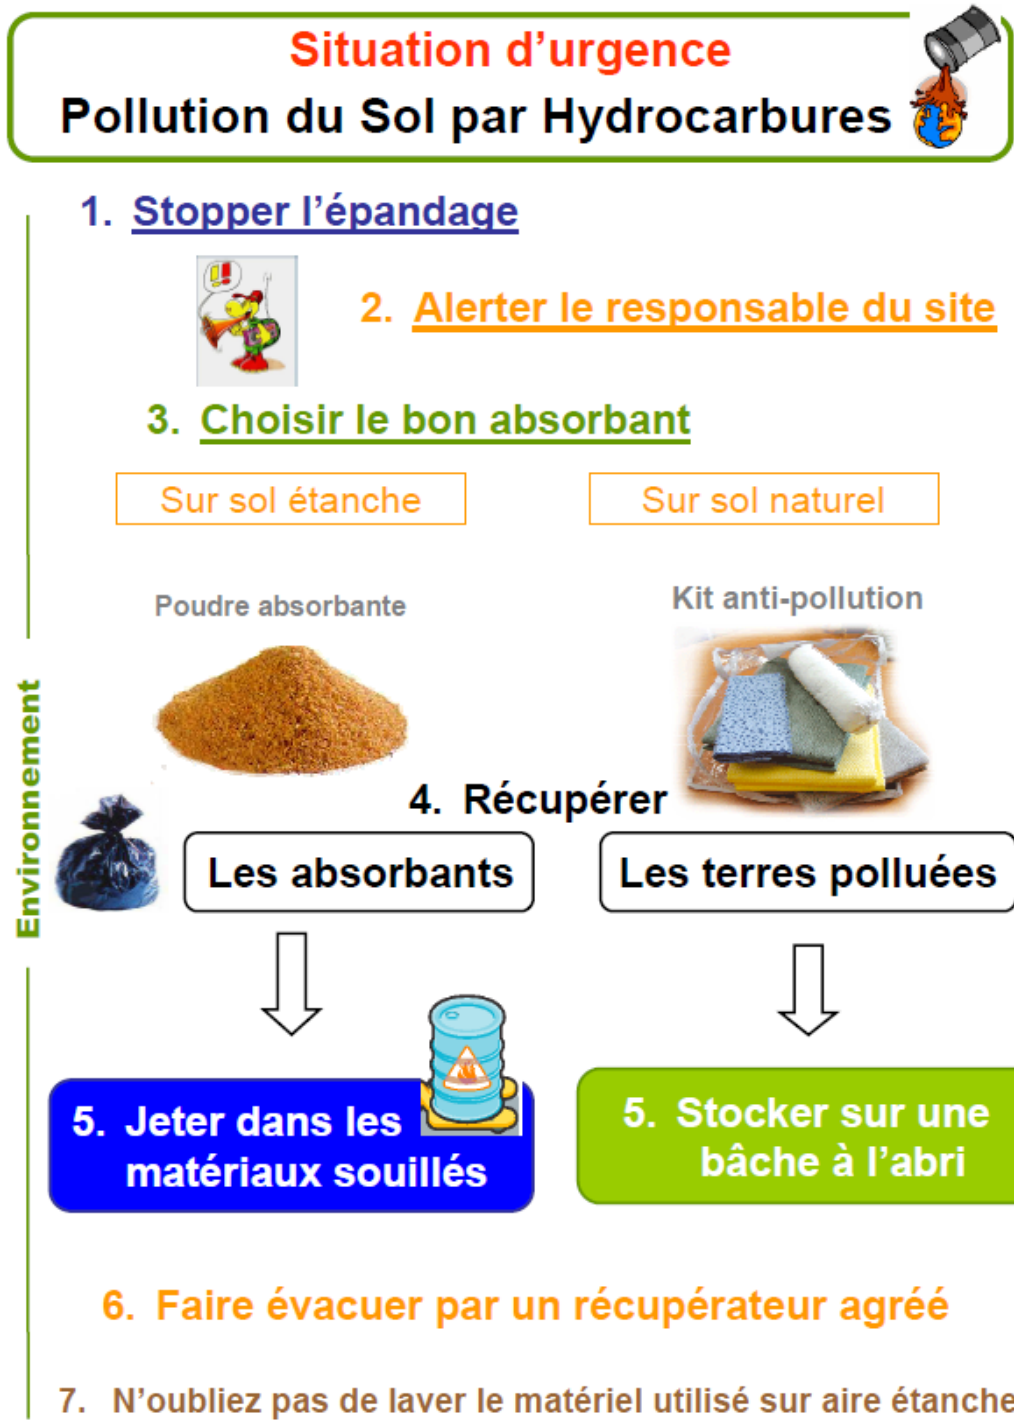 Situation d'urgence
Pollution du Sol par Hydrocarbures
1. Stopper l'épandage
!!
2. Alerter le responsable du site
3. Choisir le bon absorbant
Sur sol étanche
Sur sol naturel
Poudre absorbante
Kit anti-pollution
4. Récupérer
Les absorbants
Les terres polluées
5. Jeter dans les
matériaux souillés
5. Stocker sur une
bâche à l'abri
6. Faire évacuer par un récupérateur agréé
7. N'oubliez pas de laver le matériel utilisé sur aire étanche
Environnement